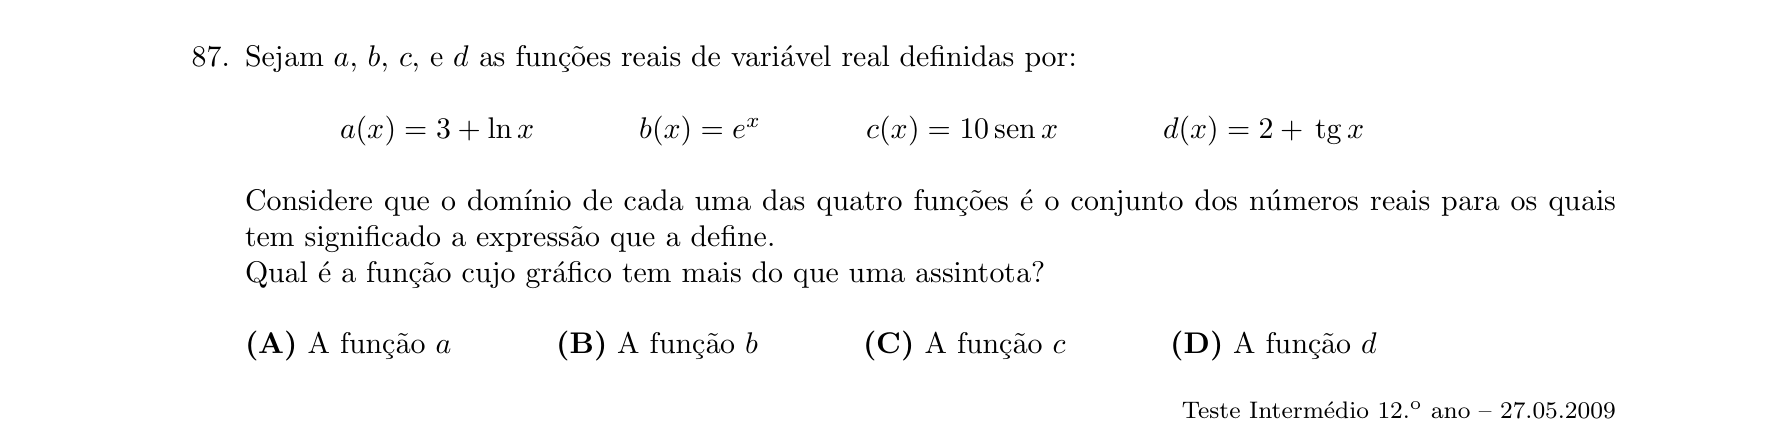 87. Sejam a, b, c, e d as funções reais de variável real definidas por:
a(x) = 3 + ln x b(x) = eˣ c(x) = 10 sen x d(x) = 2 + tg x
Considere que o domínio de cada uma das quatro funções é o conjunto dos números reais para os quais
tem significado a expressão que a define.
Qual é a função cujo gráfico tem mais do que uma assintota?
(A) A função a (B) A função b (C) A função c (D) A função d
Teste Intermédio 12.º ano – 27.05.2009